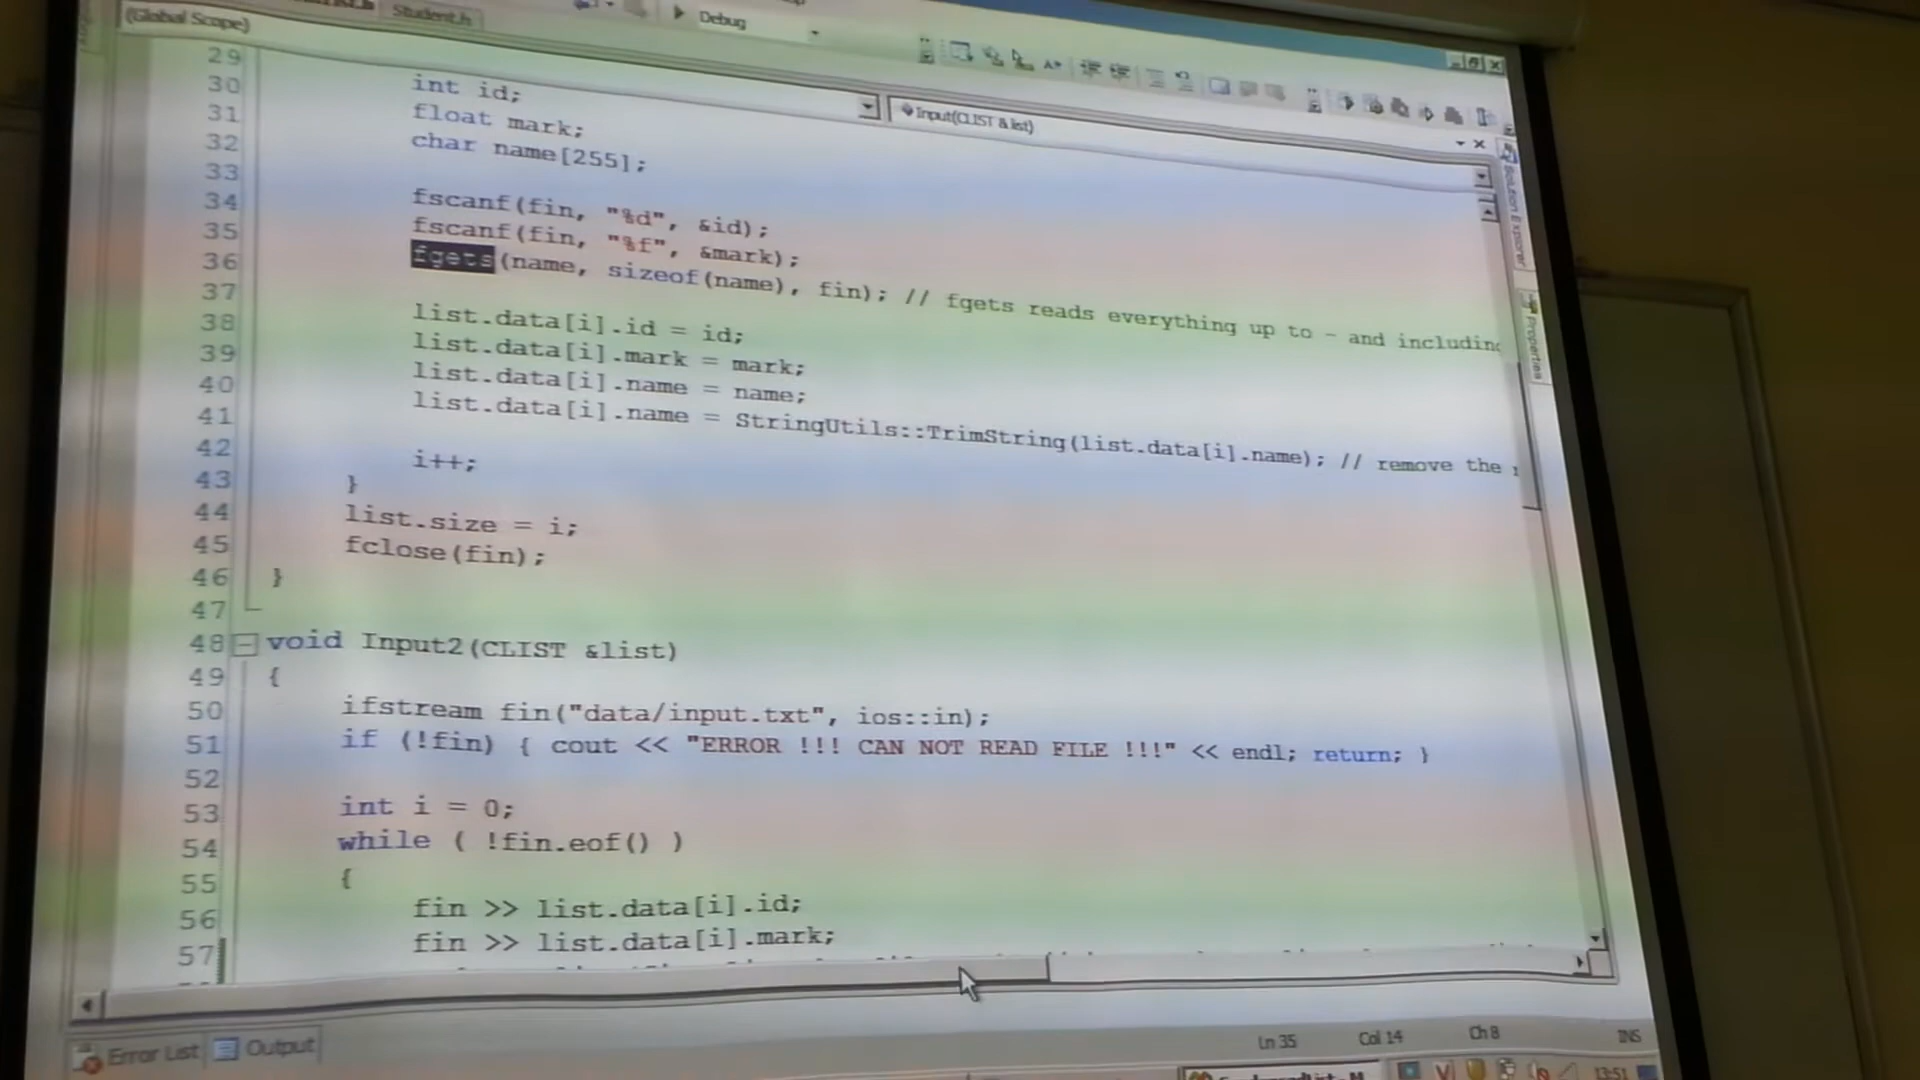 Student.h
Debug
(Global Scope)
Input(CLIST & list)
29
30 int id;
31 float mark;
32 char name[255];
33
34 fscanf(fin, "%d", &id);
35 fscanf(fin, "%f", &mark);
36 fgets(name, sizeof(name), fin); // fgets reads everything up to - and including
37
38 list.data[i].id = id;
39 list.data[i].mark = mark;
40 list.data[i].name = name;
41 list.data[i].name = StringUtils::TrimString(list.data[i].name); // remove the
42
43 i++;
}
44 list.size = i;
45 fclose(fin);
46 }
47
48 void Input2(CLIST &list)
49 {
50 ifstream fin("data/input.txt", ios::in);
51 if (!fin) { cout << "ERROR !!! CAN NOT READ FILE !!!" << endl; return; }
52
53 int i = 0;
54 while ( !fin.eof() )
55 {
56 fin >> list.data[i].id;
57 fin >> list.data[i].mark;
Solution Explorer
Properties
Error List
Output
Ln 35
Col 14
Ch 8
INS
13:51